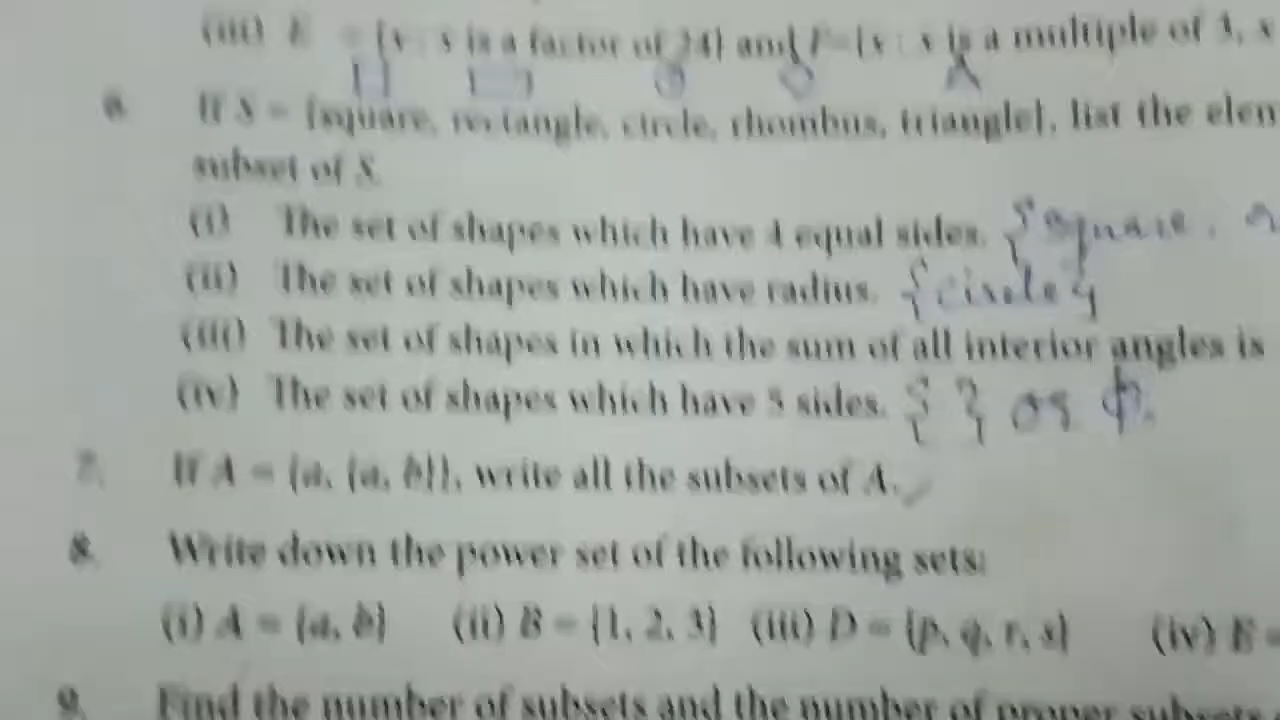 (iii) E = {x : x is a factor of 24} and F={x : x is a multiple of 3, x
6. If S = {square, rectangle, circle, rhombus, triangle}, list the elem
subset of S.
(i) The set of shapes which have 4 equal sides. {square,
(ii) The set of shapes which have radius. {circle}
(iii) The set of shapes in which the sum of all interior angles is
(iv) The set of shapes which have 5 sides. { } or ϕ.
7. If A = {a, {a, b}}, write all the subsets of A.
8. Write down the power set of the following sets:
(i) A = {a, b} (ii) B = {1, 2, 3} (iii) D = {p, q, r, s} (iv) E =
9. Find the number of subsets and the number of proper subsets